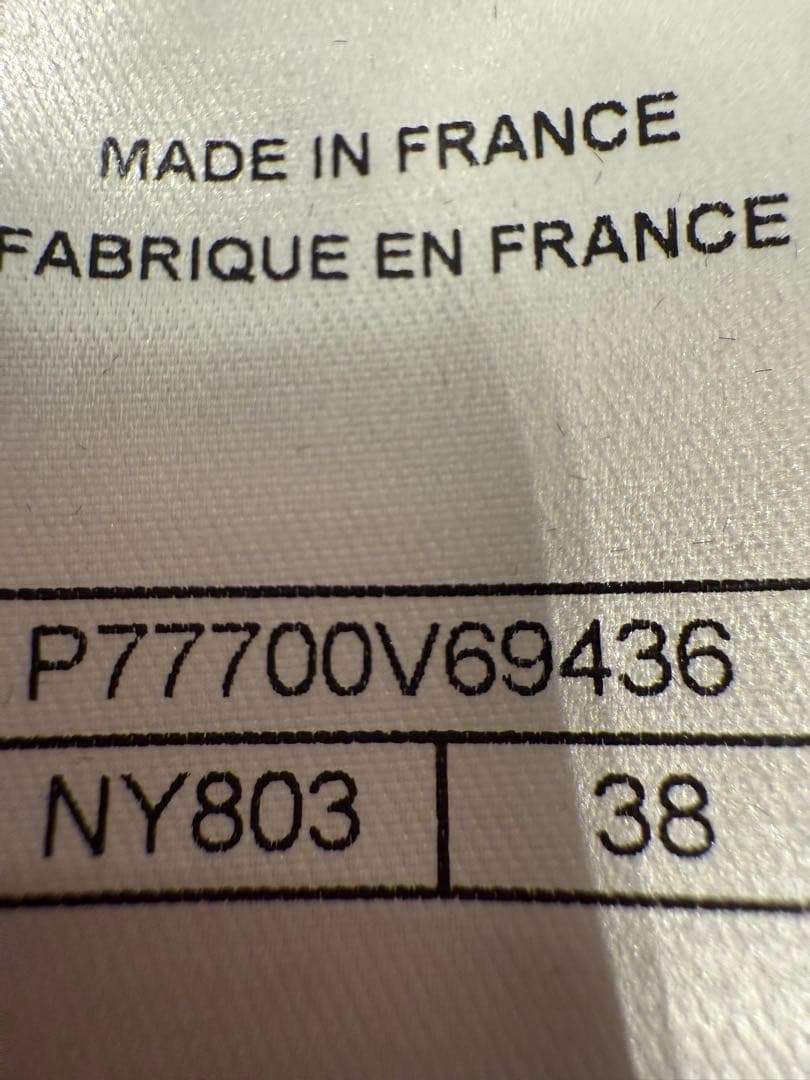 MADE IN FRANCE
FABRIQUE EN FRANCE
P77700V69436
NY803
38